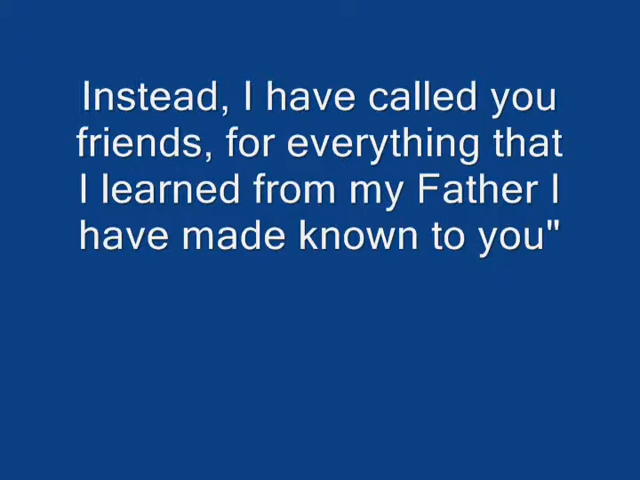 Instead, I have called you
friends, for everything that
I learned from my Father I
have made known to you"